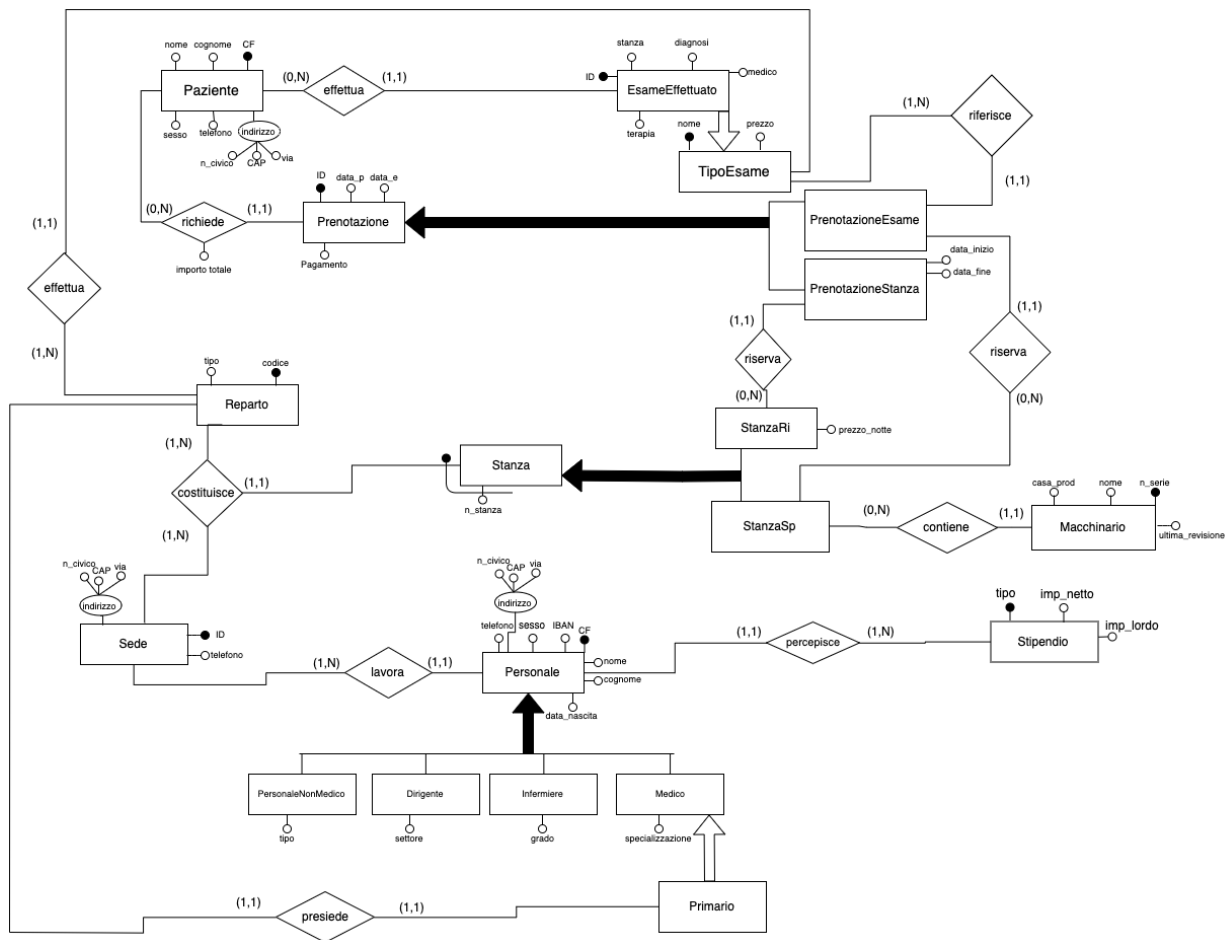 nome
cognome
CF
Paziente
sesso
telefono
indirizzo
n_civico
CAP
via
(0,N)
effettua
(1,1)
stanza
diagnosi
ID
medico
EsameEffettuato
terapia
nome
prezzo
TipoEsame
(1,N)
riferisce
(1,1)
ID
data_p
data_e
(0,N)
richiede
(1,1)
Prenotazione
importo totale
Pagamento
PrenotazioneEsame
PrenotazioneStanza
data_inizio
data_fine
(1,1)
effettua
(1,N)
(1,1)
riserva
(0,N)
(1,1)
riserva
(0,N)
tipo
codice
Reparto
StanzaRi
prezzo_notte
(1,N)
costituisce
(1,1)
(1,N)
Stanza
n_stanza
StanzaSp
(0,N)
contiene
(1,1)
casa_prod
nome
n_serie
Macchinario
ultima_revisione
n_civico
CAP
via
indirizzo
Sede
ID
telefono
(1,N)
lavora
(1,1)
n_civico
CAP
via
indirizzo
telefono
sesso
IBAN
CF
Personale
nome
cognome
data_nascita
(1,1)
percepisce
(1,N)
tipo
imp_netto
Stipendio
imp_lordo
PersonaleNonMedico
Dirigente
Infermiere
Medico
tipo
settore
grado
specializzazione
(1,1)
presiede
(1,1)
Primario